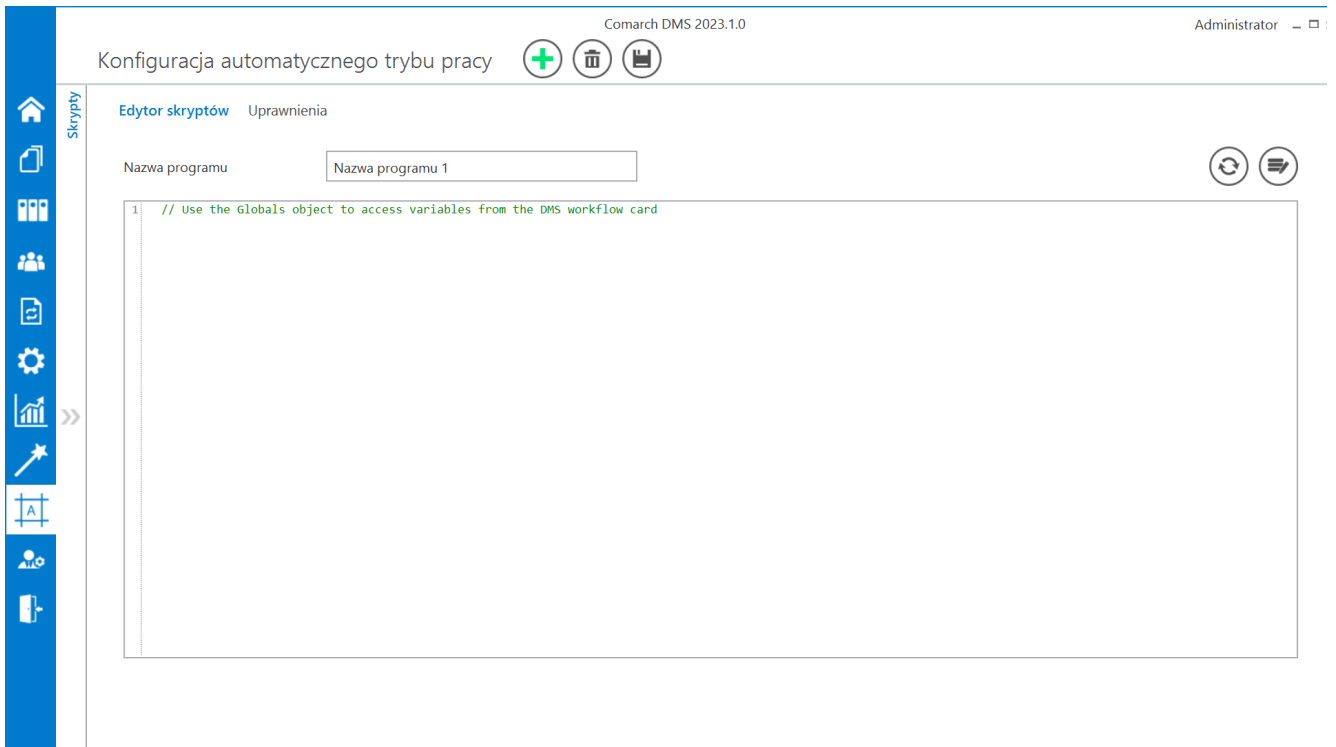 Comarch DMS 2023.1.0
Administrator
Konfiguracja automatycznego trybu pracy
Skrypty
Edytor skryptów Uprawnienia
Nazwa programu
Nazwa programu 1
1 // Use the Globals object to access variables from the DMS workflow card
A